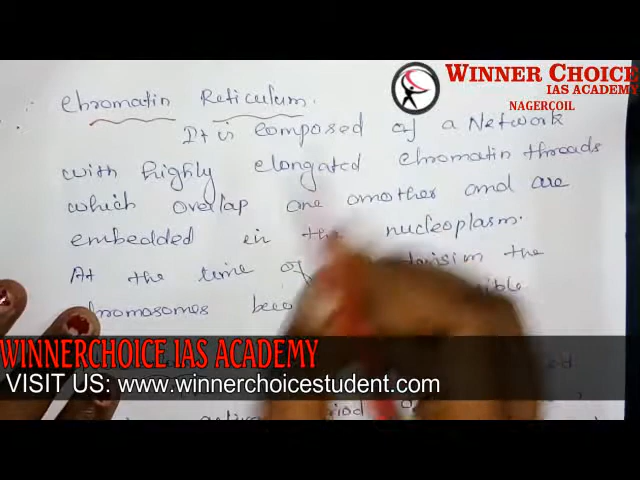 WINNER CHOICE
IAS ACADEMY
NAGERCOIL
Chromatin Reticulum.
It is composed of a Network
with highly elongated chromatin threads
which overlap one another and are
embedded in the nucleoplasm.
At the time of the
chromosomes
WINNERCHOICE IAS ACADEMY
VISIT US: www.winnerchoicestudent.com